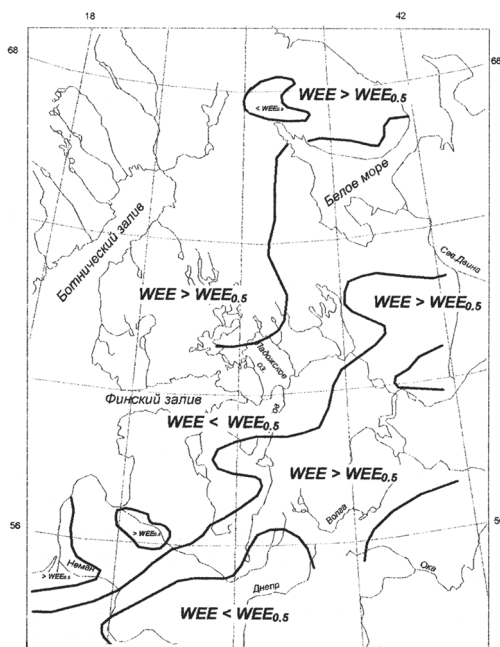 18
42
68
68
WEE > WEE0.5
< WEE0.5
Белое море
Ботнический залив
Сев.Двина
WEE > WEE0.5
WEE > WEE0.5
Ладожское
оз
Финский залив
WEE < WEE0.5
WEE > WEE0.5
Волга
56
56
> WEE0.5
Неман
> WEE0.5
Ока
Днепр
WEE < WEE0.5